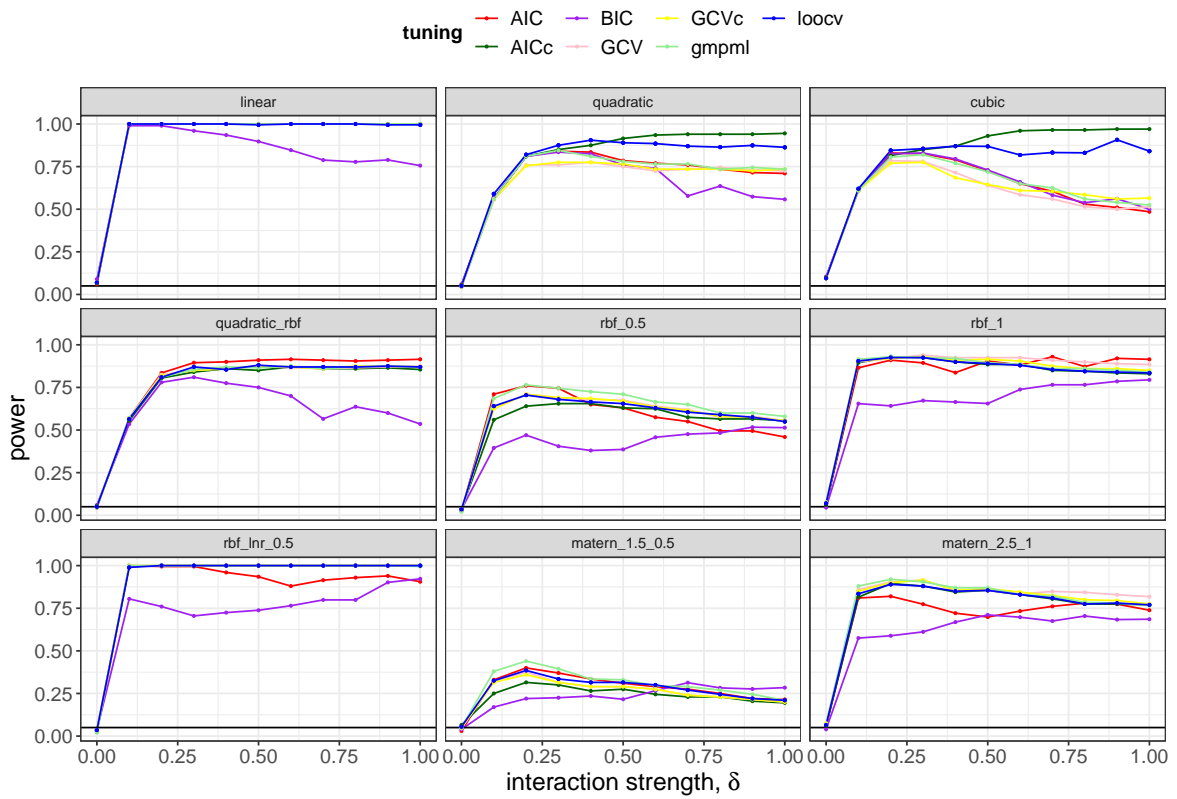 tuning AIC BIC GCVc loocv
AICc GCV gmpml
linear quadratic cubic
1.00
0.75
0.50
0.25
0.00
quadratic_rbf rbf_0.5 rbf_1
1.00
0.75
0.50
0.25
0.00
power
rbf_lnr_0.5 matern_1.5_0.5 matern_2.5_1
1.00
0.75
0.50
0.25
0.00
0.00 0.25 0.50 0.75 1.00 0.00 0.25 0.50 0.75 1.00 0.00 0.25 0.50 0.75 1.00
interaction strength, δ